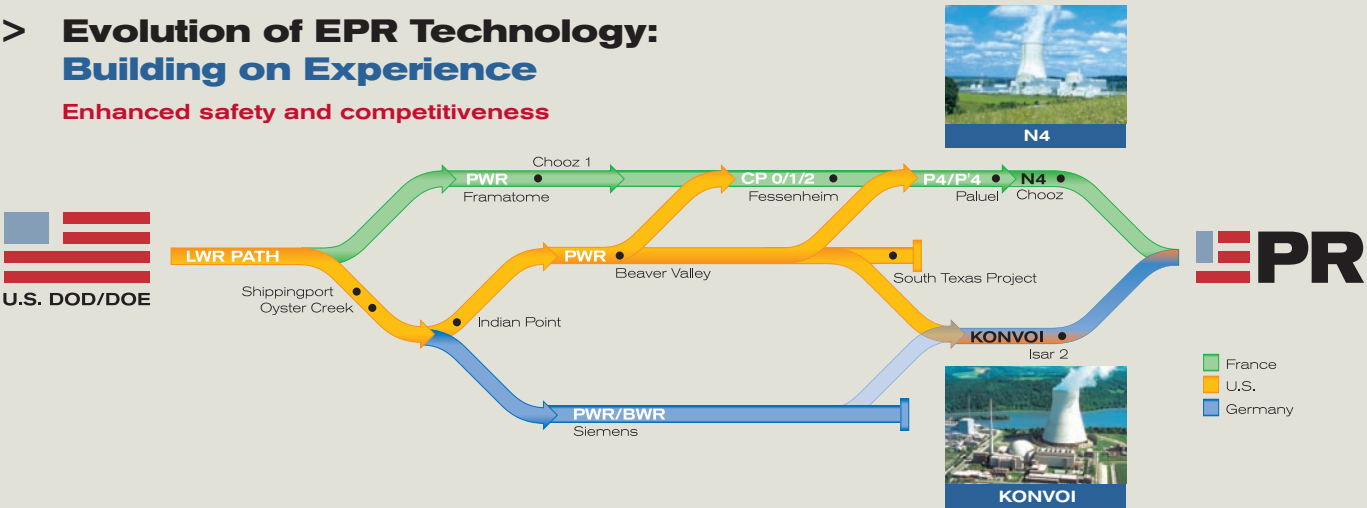 > Evolution of EPR Technology:
Building on Experience
Enhanced safety and competitiveness
N4
Chooz 1
PWR
Framatome
CP 0/1/2
Fessenheim
P4/P'4
Paluel
N4
Chooz
LWR PATH
U.S. DOD/DOE
Shippingport
Oyster Creek
Indian Point
PWR
Beaver Valley
South Texas Project
EPR
KONVOI
Isar 2
PWR/BWR
Siemens
France
U.S.
Germany
KONVOI